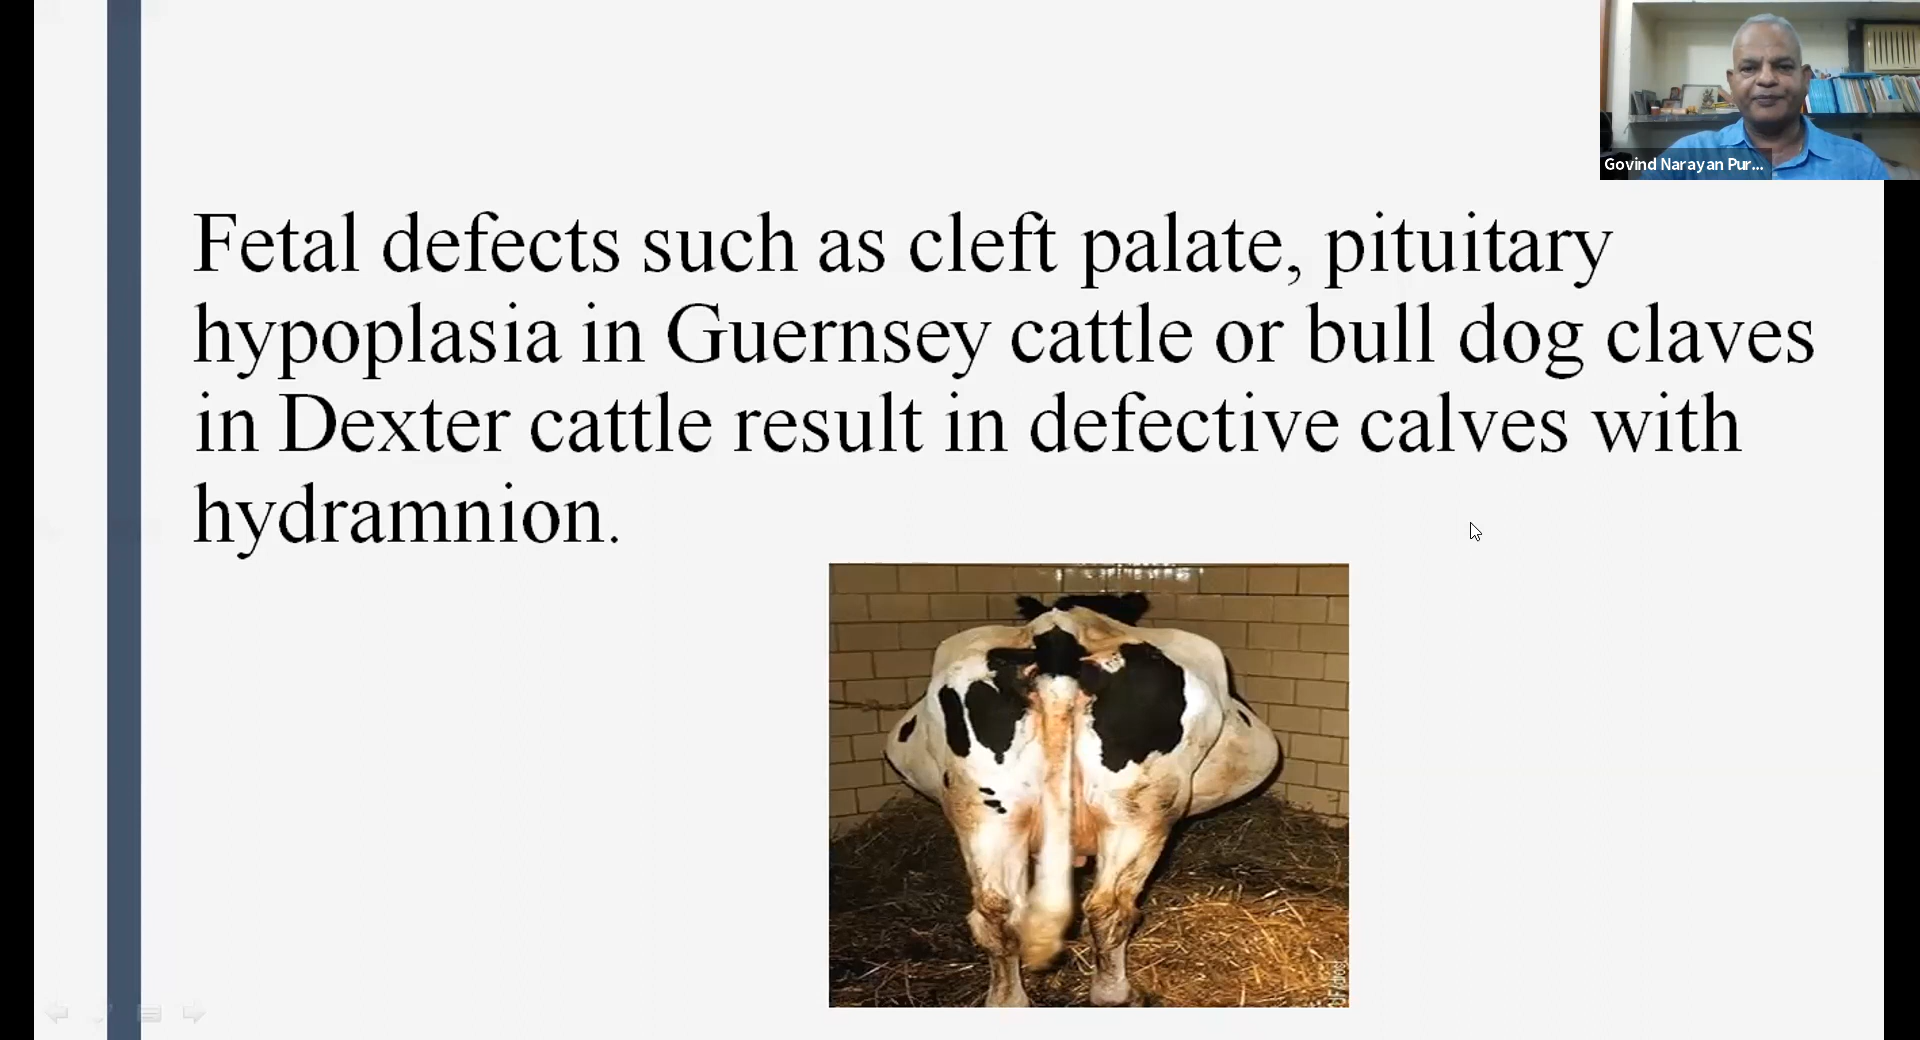 Govind Narayan Pur...
Fetal defects such as cleft palate, pituitary
hypoplasia in Guernsey cattle or bull dog claves
in Dexter cattle result in defective calves with
hydramnion.